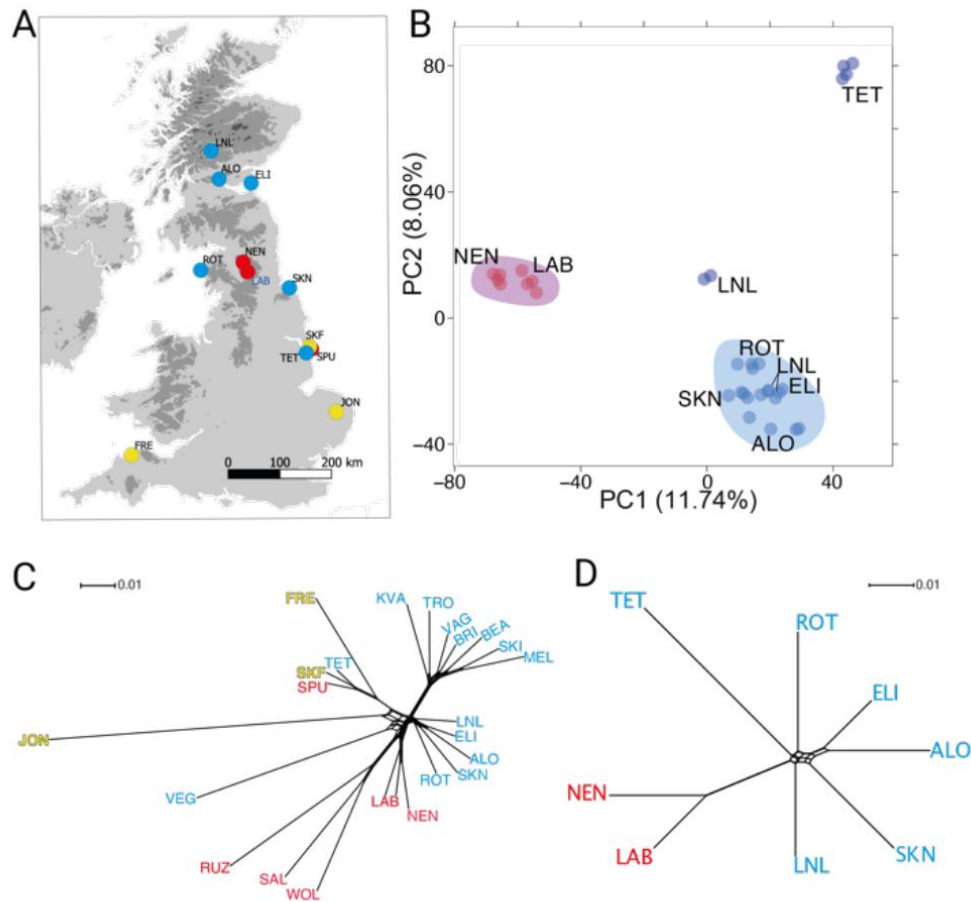 A
LNL
ALO
ELI
ROT
NEN
LAB
SKN
SKF
TET
SPU
JON
FRE
0 100 200 km
B
80
40
0
-40
-80 -40 0 40
PC2 (8.06%)
PC1 (11.74%)
TET
NEN
LAB
LNL
ROT
LNL
ELI
SKN
ALO
C
0.01
FRE
KVA
TRO
VAG
BRI
BEA
SKI
MEL
TET
SKF
SPU
JON
LNL
ELI
ALO
SKN
ROT
VEG
LAB
NEN
RUZ
SAL
WOL
D
0.01
TET
ROT
ELI
ALO
NEN
LAB
LNL
SKN